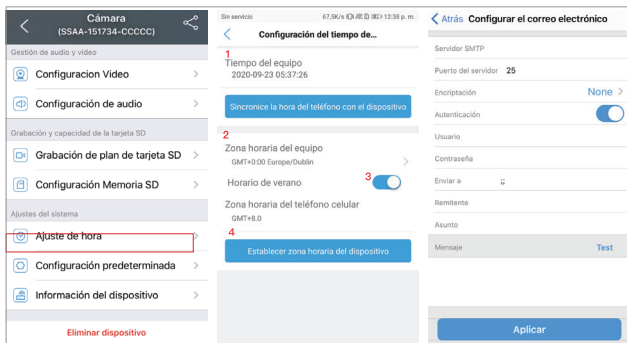 Cámara
(SSAA-151734-CCCCC)
Gestión de audio y video
Configuracion Video
Configuración de audio
Grabación y capacidad de la tarjeta SD
Grabación de plan de tarjeta SD
Configuración Memoria SD
Ajustes del sistema
Ajuste de hora
Configuración predeterminada
Información del dispositivo
Eliminar dispositivo
Sin servicio
67,5K/s
12:38 p. m.
Configuración del tiempo de...
1
Tiempo del equipo
2020-09-23 05:37:26
Sincronice la hora del teléfono con el dispositivo
2
Zona horaria del equipo
GMT+0:00 Europe/Dublin
Horario de verano
3
Zona horaria del teléfono celular
GMT+8.0
4
Establecer zona horaria del dispositivo
Atrás Configurar el correo electrónico
Servidor SMTP
Puerto del servidor 25
Encriptación None
Autenticación
Usuario
Contraseña
Enviar a ;;
Remitente
Asunto
Mensaje Test
Aplicar